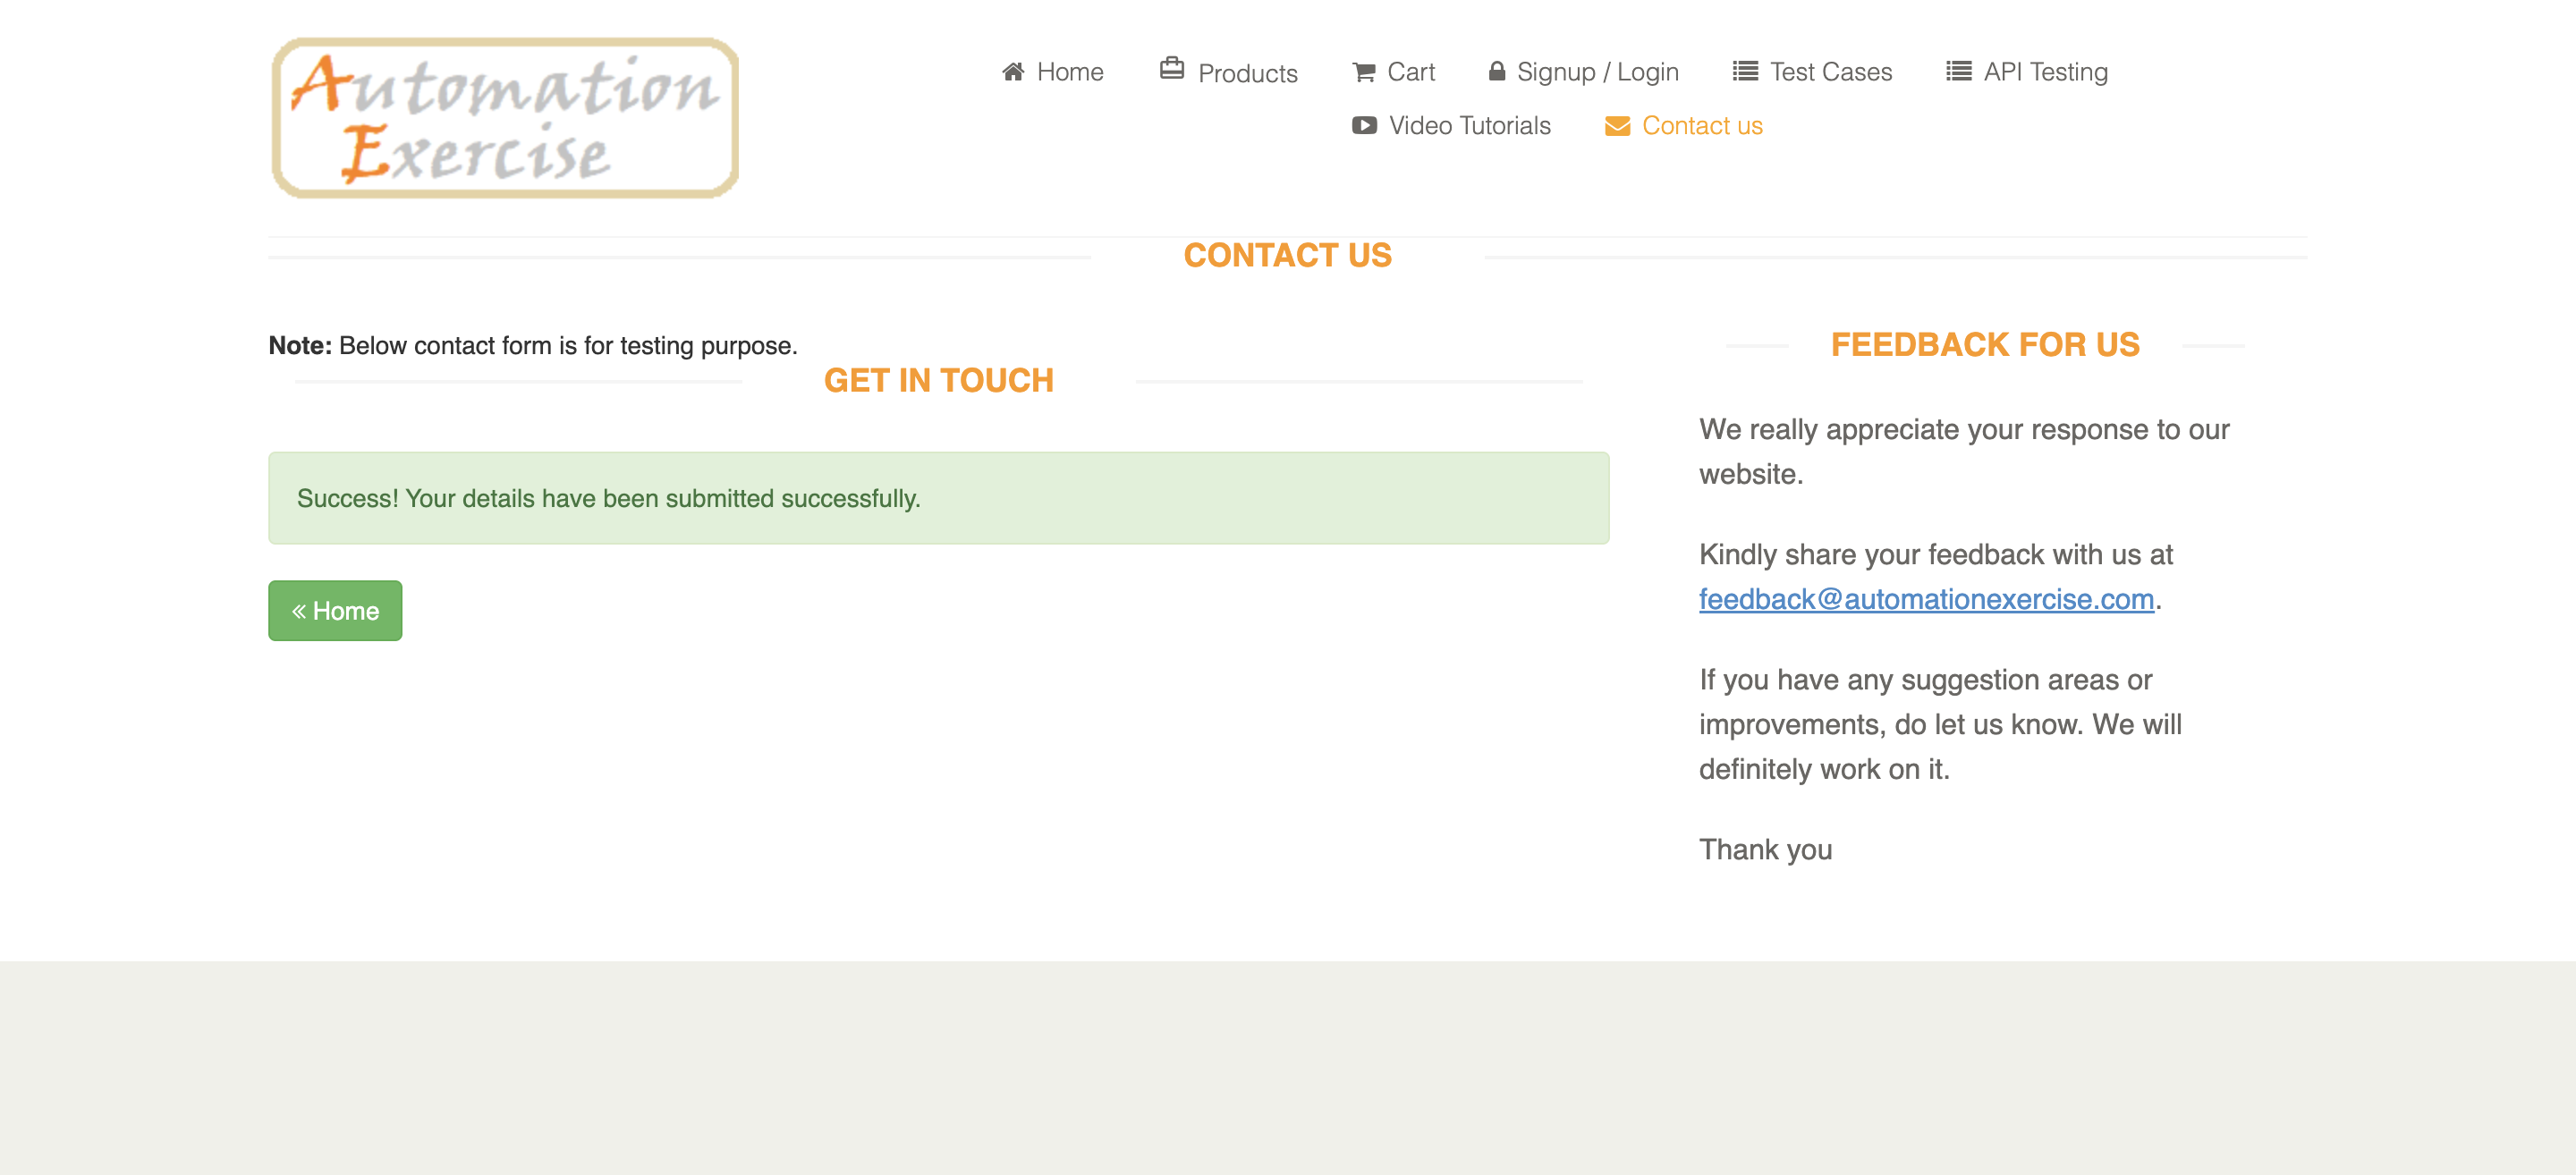 Automation
Exercise
Home
Products
Cart
Signup / Login
Test Cases
API Testing
Video Tutorials
Contact us
CONTACT US
Note: Below contact form is for testing purpose.
GET IN TOUCH
Success! Your details have been submitted successfully.
« Home
FEEDBACK FOR US
We really appreciate your response to our
website.
Kindly share your feedback with us at
feedback@automationexercise.com.
If you have any suggestion areas or
improvements, do let us know. We will
definitely work on it.
Thank you